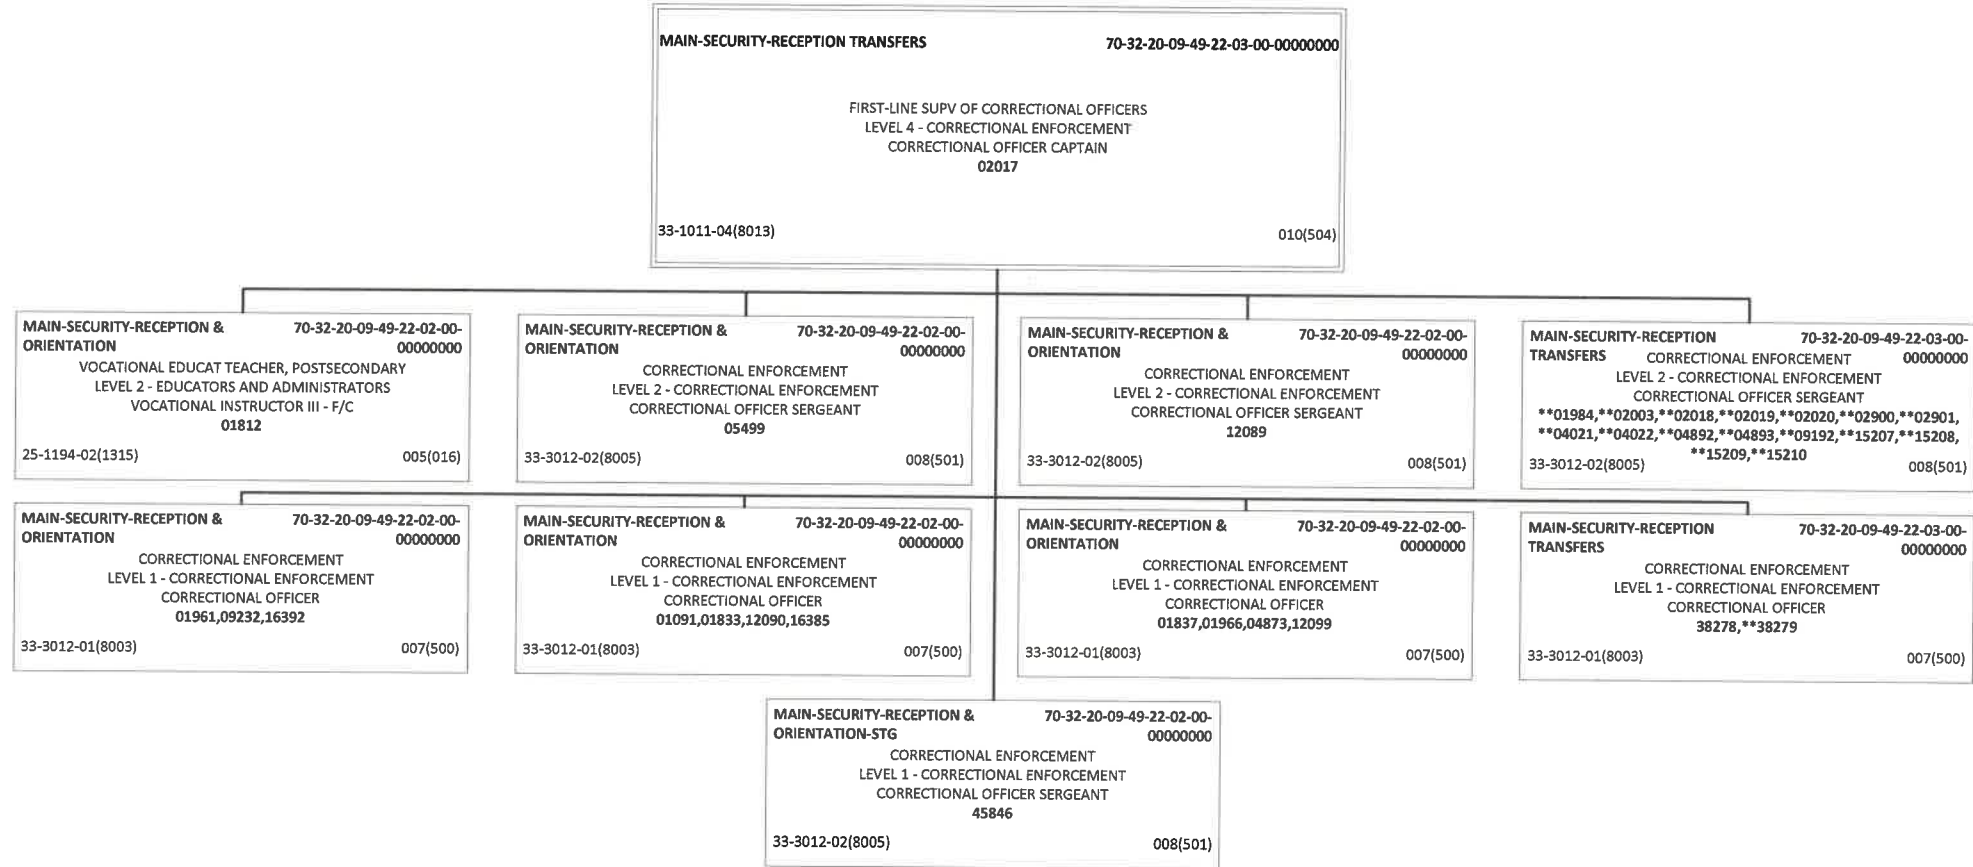 MAIN-SECURITY-RECEPTION TRANSFERS 70-32-20-09-49-22-03-00-00000000
FIRST-LINE SUPV OF CORRECTIONAL OFFICERS
LEVEL 4 - CORRECTIONAL ENFORCEMENT
CORRECTIONAL OFFICER CAPTAIN
02017
33-1011-04(8013) 010(504)
MAIN-SECURITY-RECEPTION & 70-32-20-09-49-22-02-00-
ORIENTATION 00000000
VOCATIONAL EDUCAT TEACHER, POSTSECONDARY
LEVEL 2 - EDUCATORS AND ADMINISTRATORS
VOCATIONAL INSTRUCTOR III - F/C
01812
25-1194-02(1315) 005(016)
MAIN-SECURITY-RECEPTION & 70-32-20-09-49-22-02-00-
ORIENTATION 00000000
CORRECTIONAL ENFORCEMENT
LEVEL 2 - CORRECTIONAL ENFORCEMENT
CORRECTIONAL OFFICER SERGEANT
05499
33-3012-02(8005) 008(501)
MAIN-SECURITY-RECEPTION & 70-32-20-09-49-22-02-00-
ORIENTATION 00000000
CORRECTIONAL ENFORCEMENT
LEVEL 2 - CORRECTIONAL ENFORCEMENT
CORRECTIONAL OFFICER SERGEANT
12089
33-3012-02(8005) 008(501)
MAIN-SECURITY-RECEPTION 70-32-20-09-49-22-03-00-
TRANSFERS CORRECTIONAL ENFORCEMENT 00000000
LEVEL 2 - CORRECTIONAL ENFORCEMENT
CORRECTIONAL OFFICER SERGEANT
**01984,**02003,**02018,**02019,**02020,**02900,**02901,
**04021,**04022,**04892,**04893,**09192,**15207,**15208,
**15209,**15210
33-3012-02(8005) 008(501)
MAIN-SECURITY-RECEPTION & 70-32-20-09-49-22-02-00-
ORIENTATION 00000000
CORRECTIONAL ENFORCEMENT
LEVEL 1 - CORRECTIONAL ENFORCEMENT
CORRECTIONAL OFFICER
01961,09232,16392
33-3012-01(8003) 007(500)
MAIN-SECURITY-RECEPTION & 70-32-20-09-49-22-02-00-
ORIENTATION 00000000
CORRECTIONAL ENFORCEMENT
LEVEL 1 - CORRECTIONAL ENFORCEMENT
CORRECTIONAL OFFICER
01091,01833,12090,16385
33-3012-01(8003) 007(500)
MAIN-SECURITY-RECEPTION & 70-32-20-09-49-22-02-00-
ORIENTATION 00000000
CORRECTIONAL ENFORCEMENT
LEVEL 1 - CORRECTIONAL ENFORCEMENT
CORRECTIONAL OFFICER
01837,01966,04873,12099
33-3012-01(8003) 007(500)
MAIN-SECURITY-RECEPTION 70-32-20-09-49-22-03-00-
TRANSFERS 00000000
CORRECTIONAL ENFORCEMENT
LEVEL 1 - CORRECTIONAL ENFORCEMENT
CORRECTIONAL OFFICER
38278,**38279
33-3012-01(8003) 007(500)
MAIN-SECURITY-RECEPTION & 70-32-20-09-49-22-02-00-
ORIENTATION-STG 00000000
CORRECTIONAL ENFORCEMENT
LEVEL 1 - CORRECTIONAL ENFORCEMENT
CORRECTIONAL OFFICER SERGEANT
45846
33-3012-02(8005) 008(501)